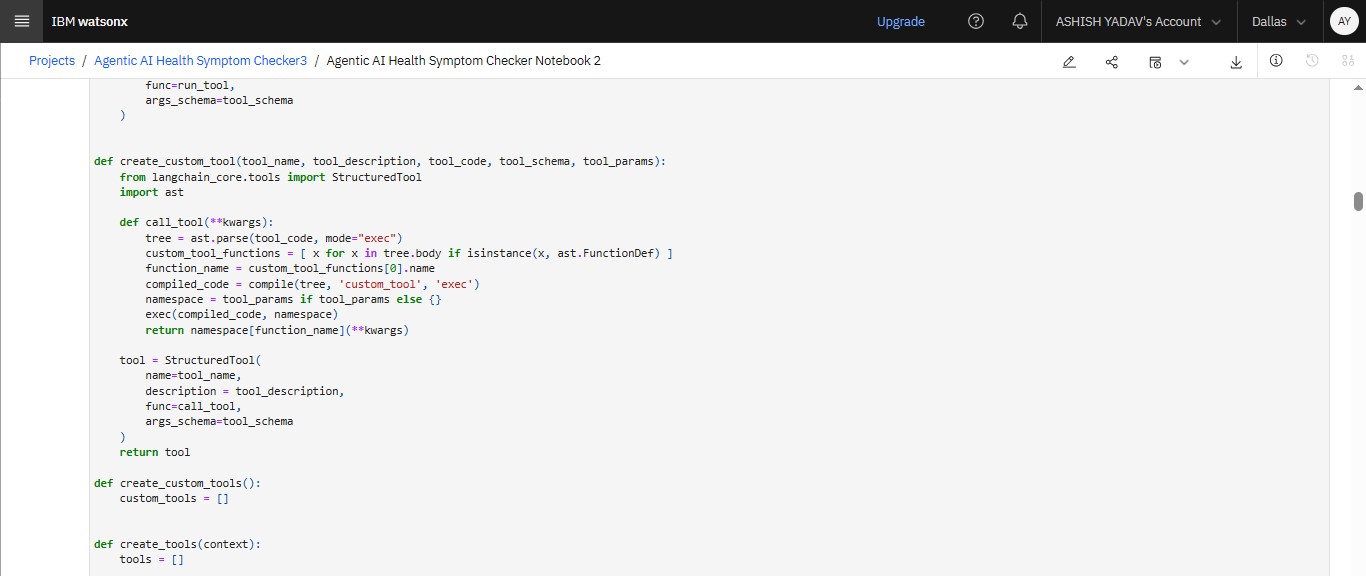 IBM watsonx
Upgrade
ASHISH YADAV's Account
Dallas
AY
Projects / Agentic AI Health Symptom Checker3 / Agentic AI Health Symptom Checker Notebook 2
        func=run_tool,
        args_schema=tool_schema
    )
def create_custom_tool(tool_name, tool_description, tool_code, tool_schema, tool_params):
    from langchain_core.tools import StructuredTool
    import ast
    def call_tool(**kwargs):
        tree = ast.parse(tool_code, mode="exec")
        custom_tool_functions = [ x for x in tree.body if isinstance(x, ast.FunctionDef) ]
        function_name = custom_tool_functions[0].name
        compiled_code = compile(tree, 'custom_tool', 'exec')
        namespace = tool_params if tool_params else {}
        exec(compiled_code, namespace)
        return namespace[function_name](**kwargs)
    tool = StructuredTool(
        name=tool_name,
        description = tool_description,
        func=call_tool,
        args_schema=tool_schema
    )
    return tool
def create_custom_tools():
    custom_tools = []
def create_tools(context):
    tools = []